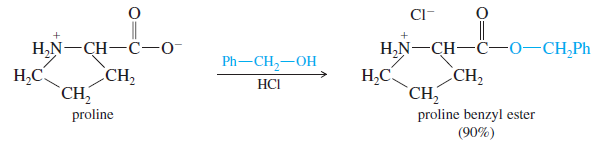 O
H₂N⁺—CH—C—O⁻
H₂C CH₂
CH₂
proline
Ph—CH₂—OH
HCl
Cl⁻ O
H₂N⁺—CH—C—O—CH₂Ph
H₂C CH₂
CH₂
proline benzyl ester
(90%)